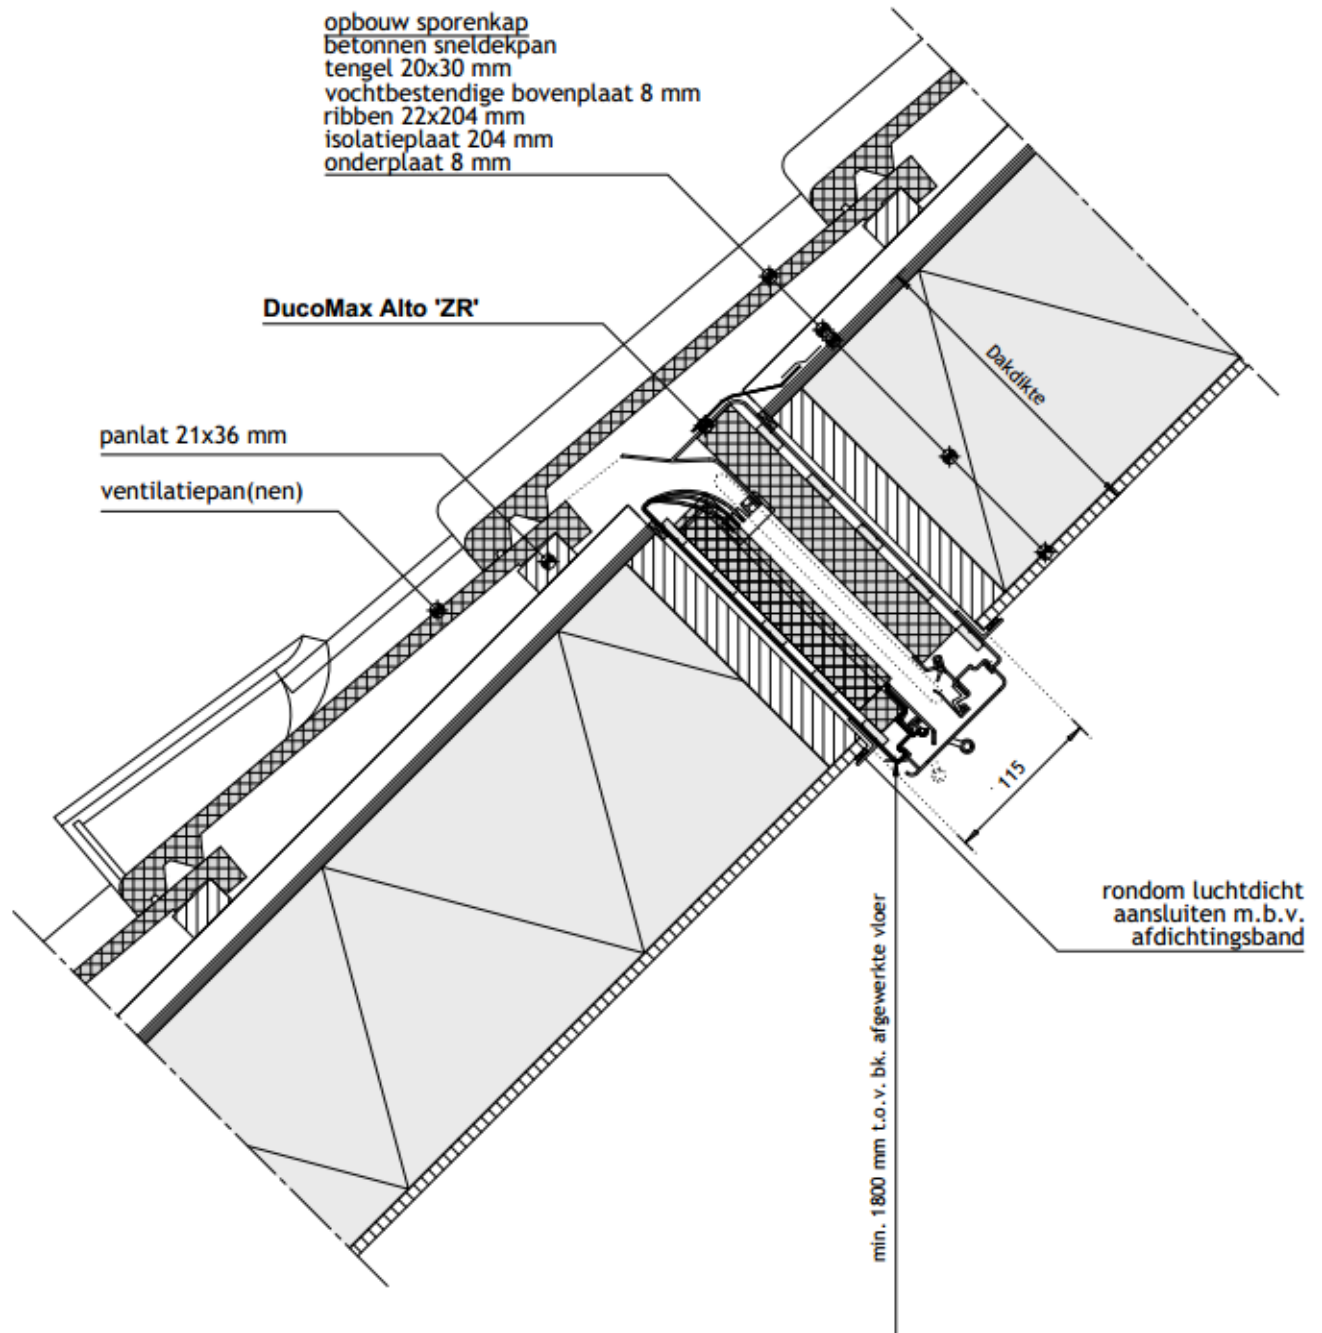 opbouw sporenkap
betonnen sneldekpan
tengel 20x30 mm
vochtbestendige bovenplaat 8 mm
ribben 22x204 mm
isolatieplaat 204 mm
onderplaat 8 mm
DucoMax Alto 'ZR'
Dakdikte
panlat 21x36 mm
ventilatiepan(nen)
115
rondom luchtdicht
aansluiten m.b.v.
afdichtingsband
min. 1800 mm t.o.v. bk. afgewerkte vloer